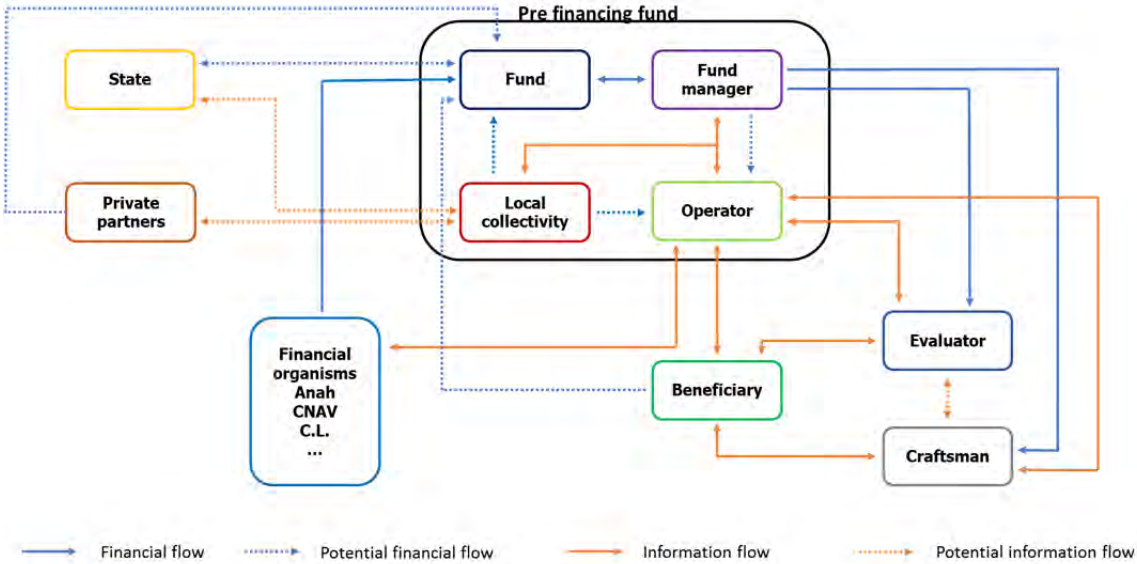 Pre financing fund
State
Fund
Fund
manager
Private
partners
Local
collectivity
Operator
Financial
organisms
Anah
CNAV
C.L.
...
Evaluator
Beneficiary
Craftsman
Financial flow
Potential financial flow
Information flow
Potential information flow